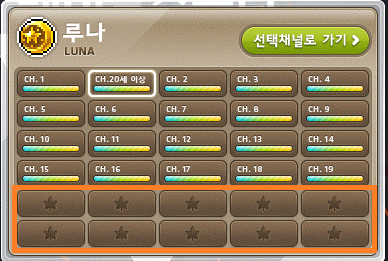 루나
LUNA
선택채널로 가기
CH. 1 CH.20세 이상 CH. 2 CH. 3 CH. 4
CH. 5 CH. 6 CH. 7 CH. 8 CH. 9
CH. 10 CH. 11 CH. 12 CH. 13 CH. 14
CH. 15 CH. 16 CH. 17 CH. 18 CH. 19